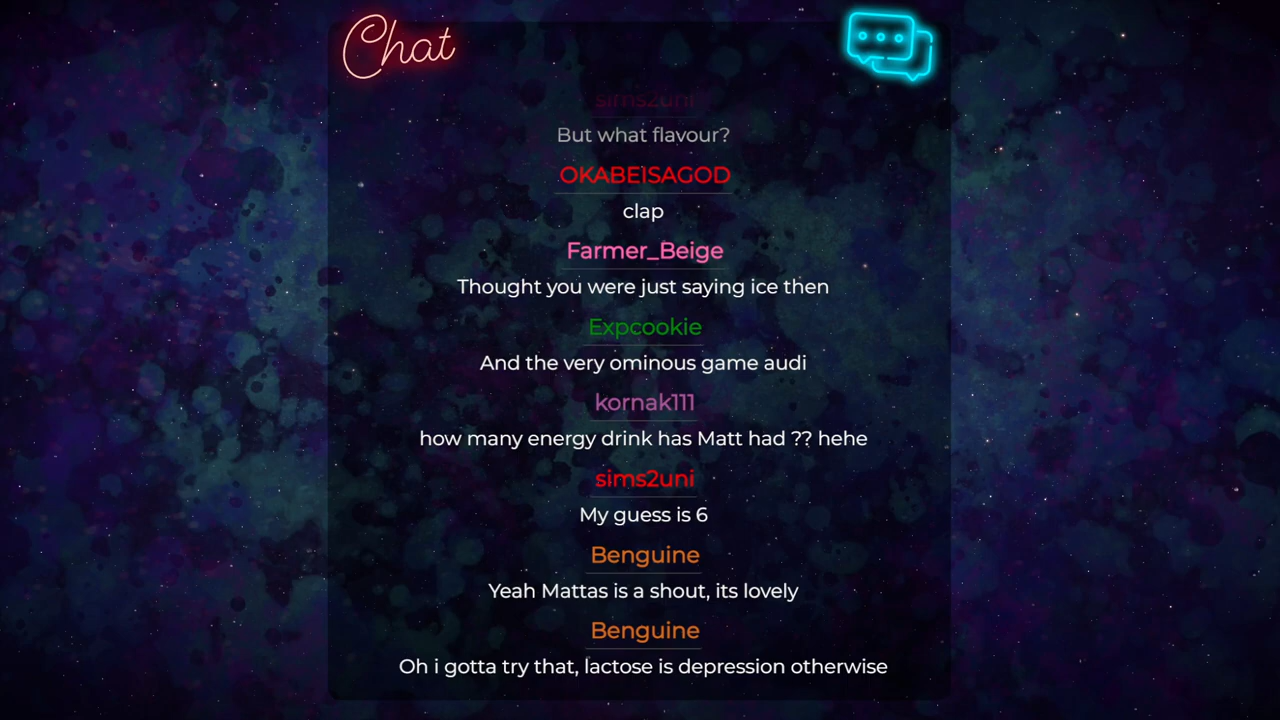 Chat
sims2uni
But what flavour?
OKABEISAGOD
clap
Farmer_Beige
Thought you were just saying ice then
Expcookie
And the very ominous game audi
kornak111
how many energy drink has Matt had ?? hehe
sims2uni
My guess is 6
Benguine
Yeah Mattas is a shout, its lovely
Benguine
Oh i gotta try that, lactose is depression otherwise